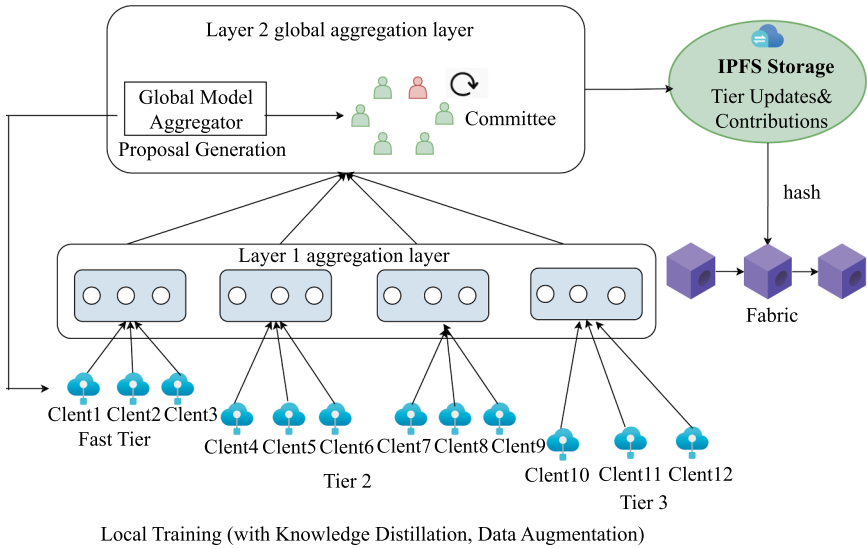 Layer 2 global aggregation layer
Global Model
Aggregator
Proposal Generation
Committee
IPFS Storage
Tier Updates&
Contributions
hash
Fabric
Layer 1 aggregation layer
Clent1 Clent2 Clent3
Fast Tier
Clent4 Clent5 Clent6 Clent7 Clent8 Clent9
Tier 2
Clent10 Clent11 Clent12
Tier 3
Local Training (with Knowledge Distillation, Data Augmentation)